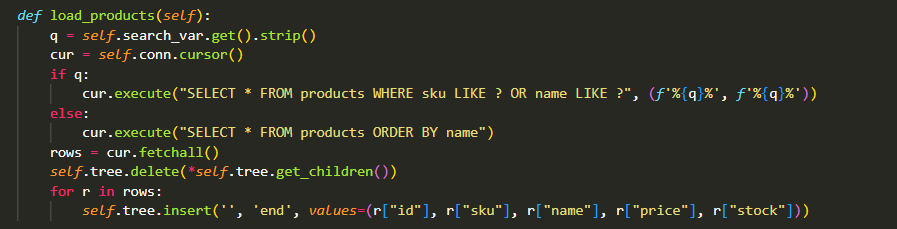 def load_products(self):
    q = self.search_var.get().strip()
    cur = self.conn.cursor()
    if q:
        cur.execute("SELECT * FROM products WHERE sku LIKE ? OR name LIKE ?", (f'%{q}%', f'%{q}%'))
    else:
        cur.execute("SELECT * FROM products ORDER BY name")
    rows = cur.fetchall()
    self.tree.delete(*self.tree.get_children())
    for r in rows:
        self.tree.insert('', 'end', values=(r["id"], r["sku"], r["name"], r["price"], r["stock"]))